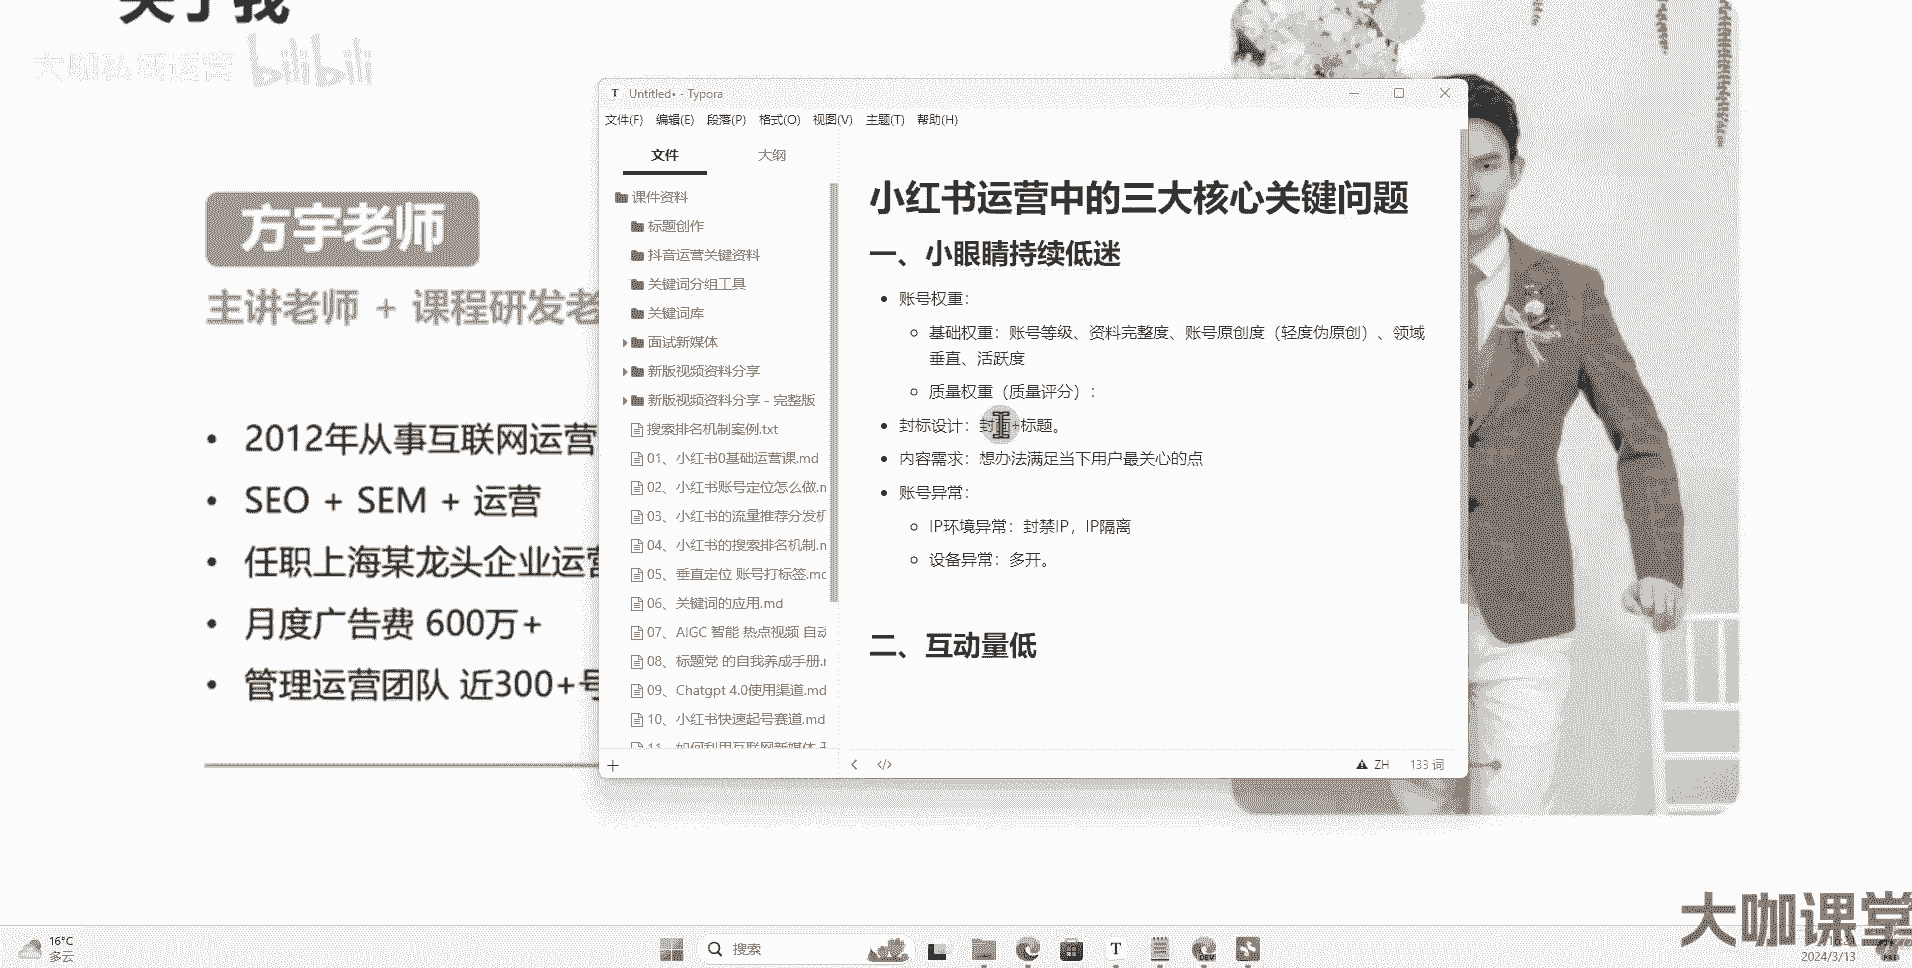 关于我
大咖私域运营 bilibili
方宇老师
主讲老师 + 课程研发老
2012年从事互联网运营
SEO + SEM + 运营
任职上海某龙头企业运营
月度广告费 600万+
管理运营团队 近300+号
Untitled• - Typora
文件(F) 编辑(E) 段落(P) 格式(O) 视图(V) 主题(T) 帮助(H)
文件 大纲
课件资料
标题创作
抖音运营关键资料
关键词分组工具
关键词库
面试新媒体
新版视频资料分享
新版视频资料分享 - 完整版
搜索排名机制案例.txt
01、小红书0基础运营课.md
02、小红书账号定位怎么做.m
03、小红书的流量推荐分发机
04、小红书的搜索排名机制.m
05、垂直定位 账号打标签.md
06、关键词的应用.md
07、AIGC 智能 热点视频 自动
08、标题党 的自我养成手册.m
09、Chatgpt 4.0使用渠道.md
10、小红书快速起号赛道.md
11、如何利用互联网新媒体
小红书运营中的三大核心关键问题
一、小眼睛持续低迷
账号权重：
基础权重：账号等级、资料完整度、账号原创度（轻度伪原创）、领域
垂直、活跃度
质量权重（质量评分）：
封标设计：封面+标题。
内容需求：想办法满足当下用户最关心的点
账号异常：
IP环境异常：封禁IP，IP隔离
设备异常：多开。
二、互动量低
ZH 133 词
大咖课堂
16°C
多云
搜索
2024/3/13